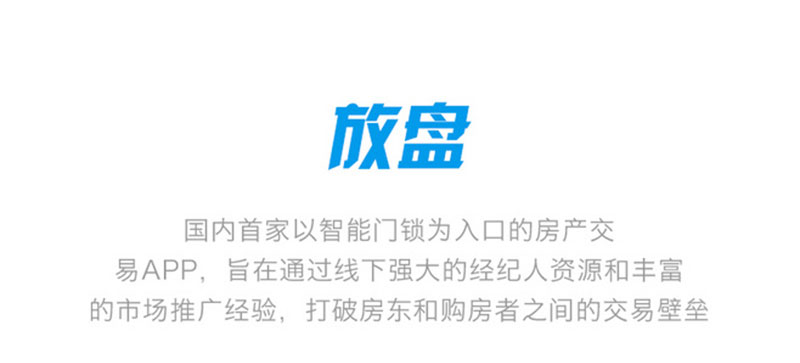 放盘
国内首家以智能门锁为入口的房产交
易APP，旨在通过线下强大的经纪人资源和丰富
的市场推广经验，打破房东和购房者之间的交易壁垒